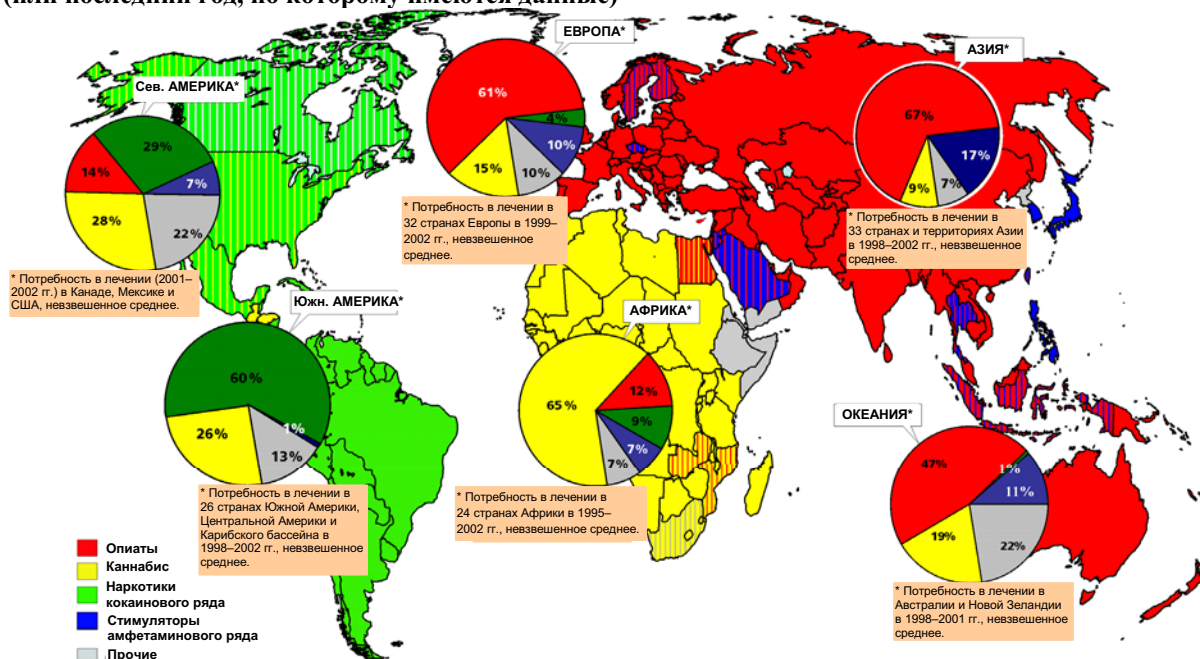 (или последний год, по которому имеются данные)
ЕВРОПА*
61%
4%
10%
10%
15%
* Потребность в лечении в
32 странах Европы в 1999–
2002 гг., невзвешенное
среднее.
АЗИЯ*
67%
17%
7%
9%
* Потребность в лечении в
33 странах и территориях Азии
в 1998–2002 гг., невзвешенное
среднее.
Сев. АМЕРИКА*
29%
14%
7%
28%
22%
* Потребность в лечении (2001–
2002 гг.) в Канаде, Мексике и
США, невзвешенное среднее.
Южн. АМЕРИКА*
60%
1%
26%
13%
* Потребность в лечении в
26 странах Южной Америки,
Центральной Америки и
Карибского бассейна в
1998–2002 гг., невзвешенное
среднее.
АФРИКА*
65%
12%
9%
7%
7%
* Потребность в лечении в
24 странах Африки в 1995–
2002 гг., невзвешенное среднее.
ОКЕАНИЯ*
47%
1%
11%
19%
22%
* Потребность в лечении в
Австралии и Новой Зеландии
в 1998–2001 гг., невзвешенное
среднее.
Опиаты
Каннабис
Наркотики
кокаинового ряда
Стимуляторы
амфетаминового ряда
Прочие